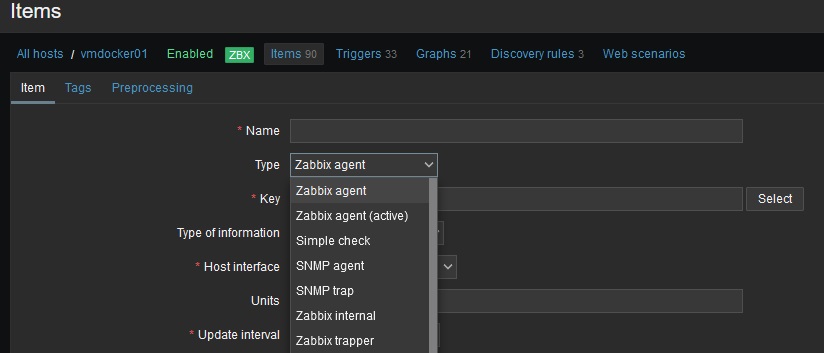 Items
All hosts / vmdocker01 Enabled ZBX Items 90 Triggers 33 Graphs 21 Discovery rules 3 Web scenarios
Item Tags Preprocessing
* Name
Type Zabbix agent
Zabbix agent
* Key Select
Zabbix agent (active)
Type of information
Simple check
* Host interface
SNMP agent
SNMP trap
Units
Zabbix internal
* Update interval
Zabbix trapper